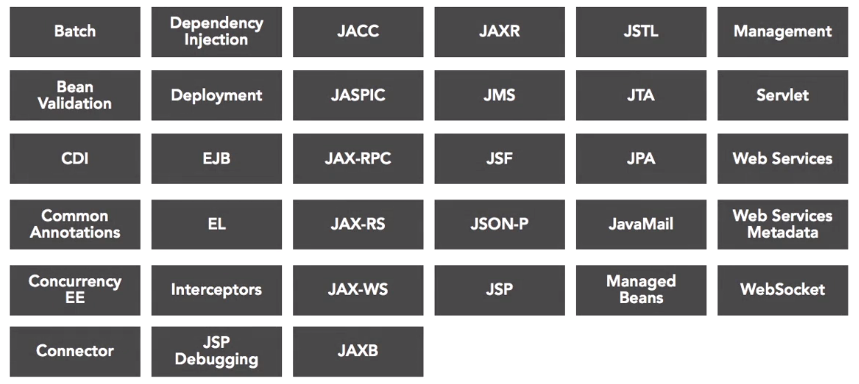 Batch
Dependency
Injection
JACC
JAXR
JSTL
Management
Bean
Validation
Deployment
JASPIC
JMS
JTA
Servlet
CDI
EJB
JAX-RPC
JSF
JPA
Web Services
Common
Annotations
EL
JAX-RS
JSON-P
JavaMail
Web Services
Metadata
Concurrency
EE
Interceptors
JAX-WS
JSP
Managed
Beans
WebSocket
Connector
JSP
Debugging
JAXB